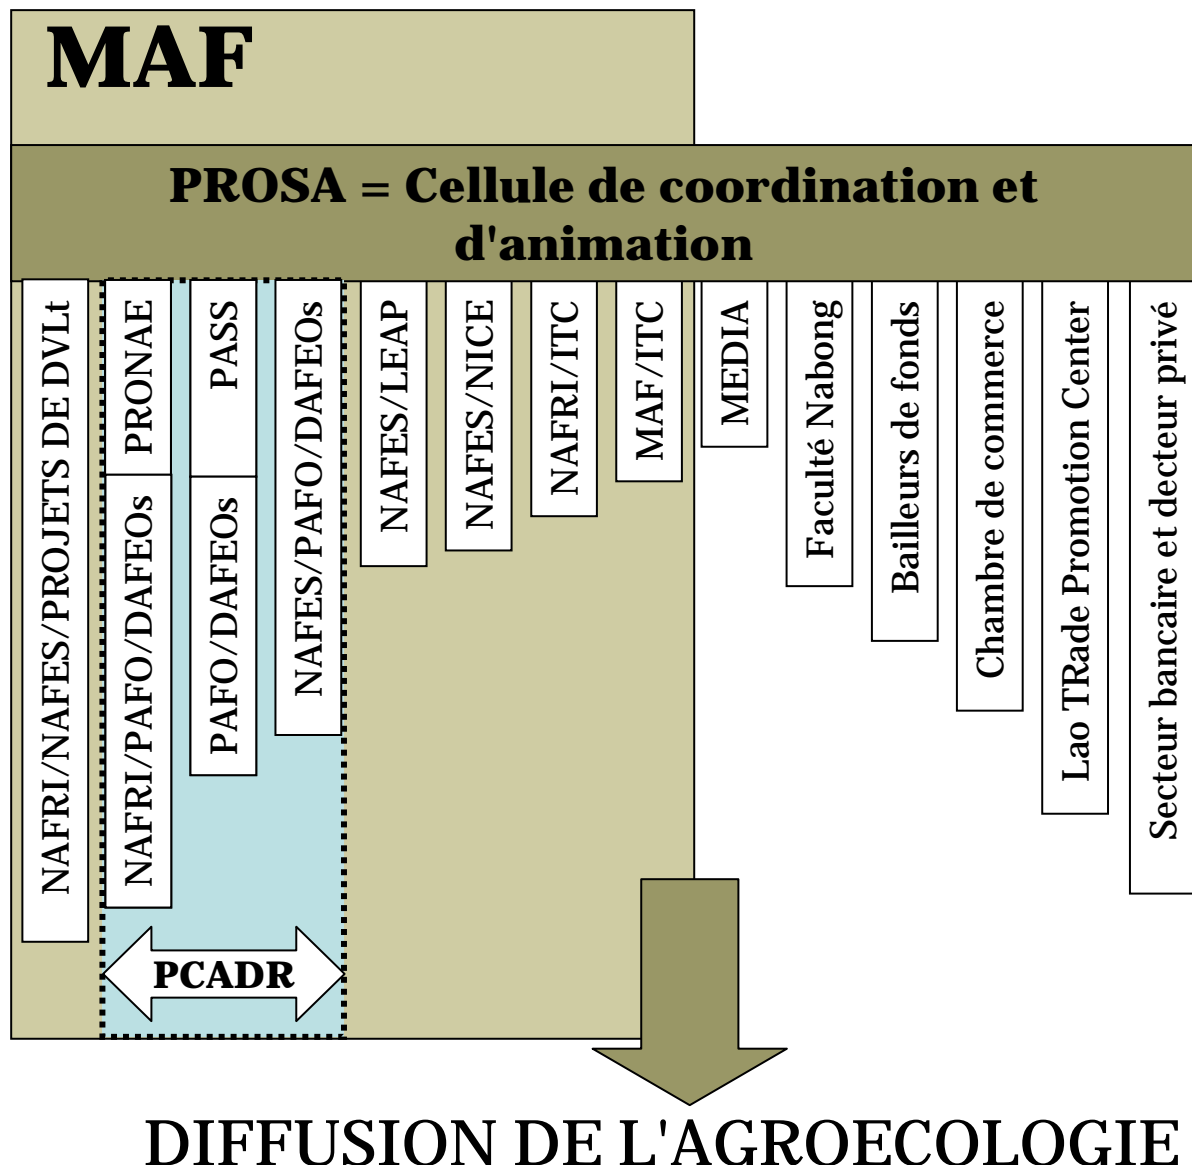 MAF
PROSA = Cellule de coordination et
d'animation
NAFRI/NAFES/PROJETS DE DVLt
PRONAE
NAFRI/PAFO/DAFEOs
PASS
PAFO/DAFEOs
NAFES/PAFO/DAFEOs
NAFES/LEAP
NAFES/NICE
NAFRI/ITC
MAF/ITC
MEDIA
Faculté Nabong
Bailleurs de fonds
Chambre de commerce
Lao TRade Promotion Center
Secteur bancaire et decteur privé
PCADR
DIFFUSION DE L'AGROECOLOGIE